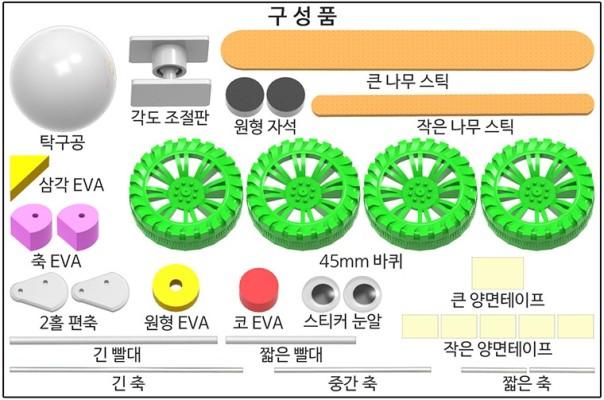 구 성 품
탁구공
각도 조절판
원형 자석
큰 나무 스틱
작은 나무 스틱
삼각 EVA
축 EVA
45mm 바퀴
2홀 편축
원형 EVA
코 EVA
스티커 눈알
큰 양면테이프
작은 양면테이프
긴 빨대
짧은 빨대
긴 축
중간 축
짧은 축